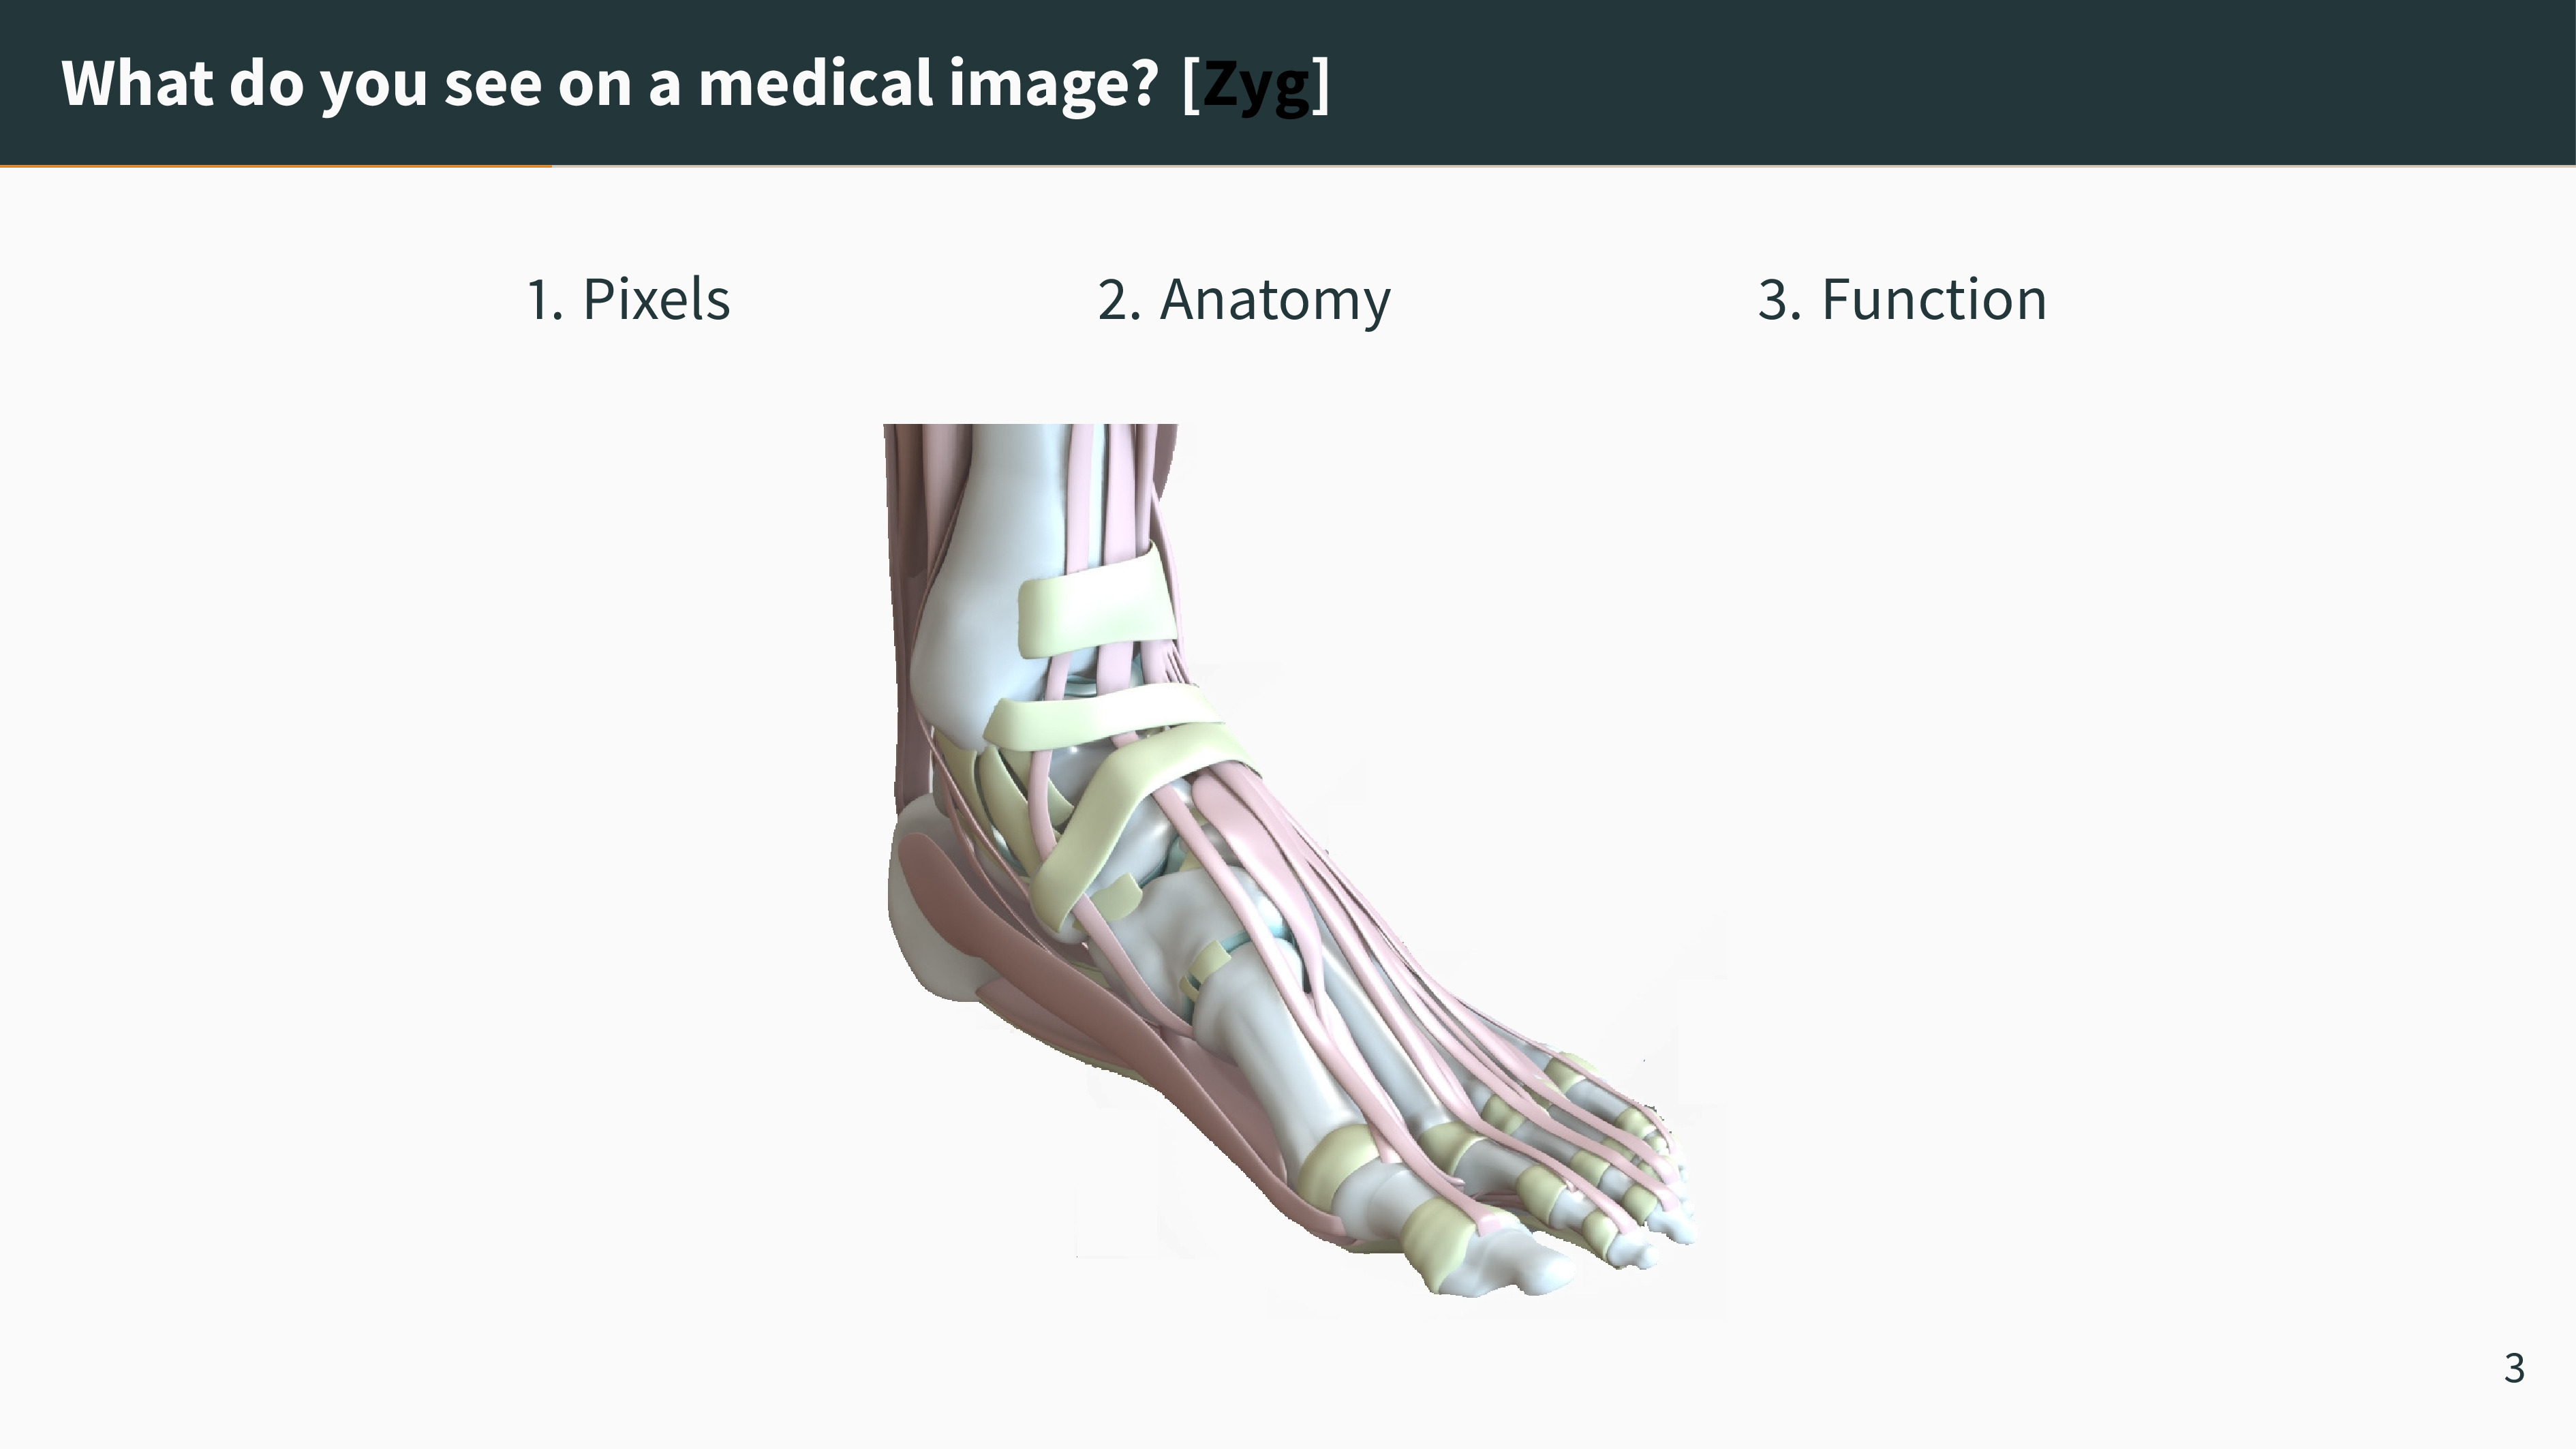 What do you see on a medical image? [Zyg]
1. Pixels 2. Anatomy 3. Function
3